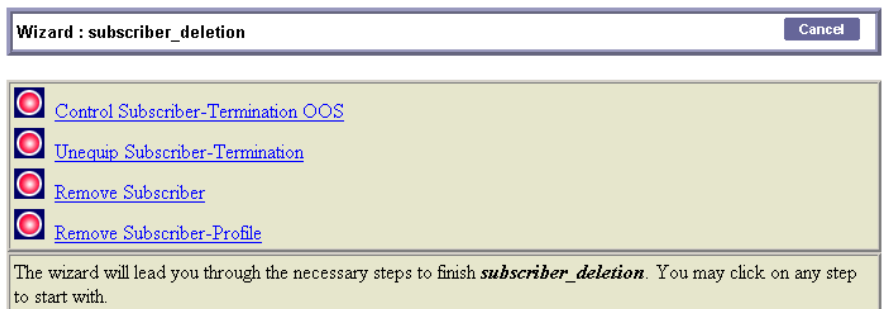 Wizard : subscriber_deletion
Cancel
Control Subscriber-Termination OOS
Unequip Subscriber-Termination
Remove Subscriber
Remove Subscriber-Profile
The wizard will lead you through the necessary steps to finish subscriber_deletion. You may click on any step
to start with.